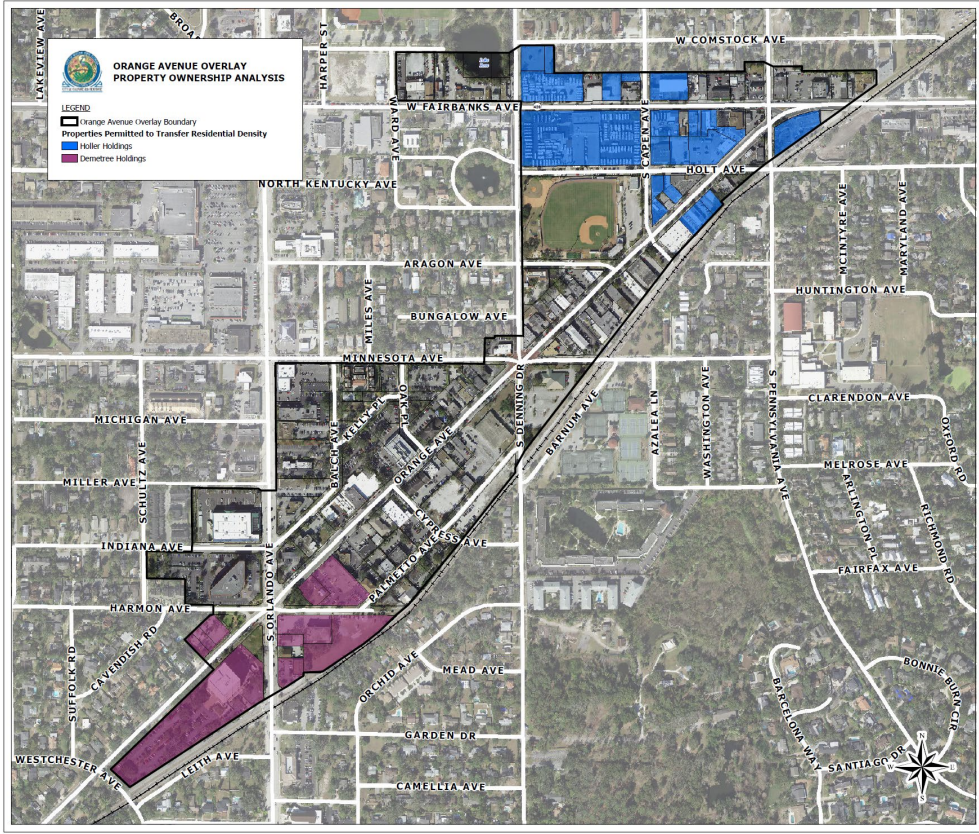 LAKEVIEW AVE
HARPER ST
W COMSTOCK AVE
ORANGE AVENUE OVERLAY
PROPERTY OWNERSHIP ANALYSIS
LEGEND
Orange Avenue Overlay Boundary
Properties Permitted to Transfer Residential Density
Holler Holdings
Demetree Holdings
W FAIRBANKS AVE
WARD AVE
S CAPEN AVE
HOLT AVE
NORTH KENTUCKY AVE
MCINTYRE AVE
MARYLAND AVE
ARAGON AVE
MILES AVE
HUNTINGTON AVE
BUNGALOW AVE
MINNESOTA AVE
S DENNING DR
S PENNSYLVANIA AVE
WASHINGTON AVE
AZALEA LN
BARNUM AVE
CLARENDON AVE
OXFORD RD
MICHIGAN AVE
SCHULTZ AVE
BALCH AVE
KELLY PL
OAK PL
ORANGE AVE
MELROSE AVE
MILLER AVE
ARLINGTON PL
RICHMOND RD
CYPRESS AVE
PALMETTO AVE
INDIANA AVE
FAIRFAX AVE
HARMON AVE
S ORLANDO AVE
CAVENDISH RD
SUFFOLK RD
ORCHID AVE
MEAD AVE
BONNIE BURN CIR
BARCELONA WAY
GARDEN DR
WESTCHESTER AVE
LEITH AVE
SANTIAGO DR
CAMELLIA AVE
N
W
E
S